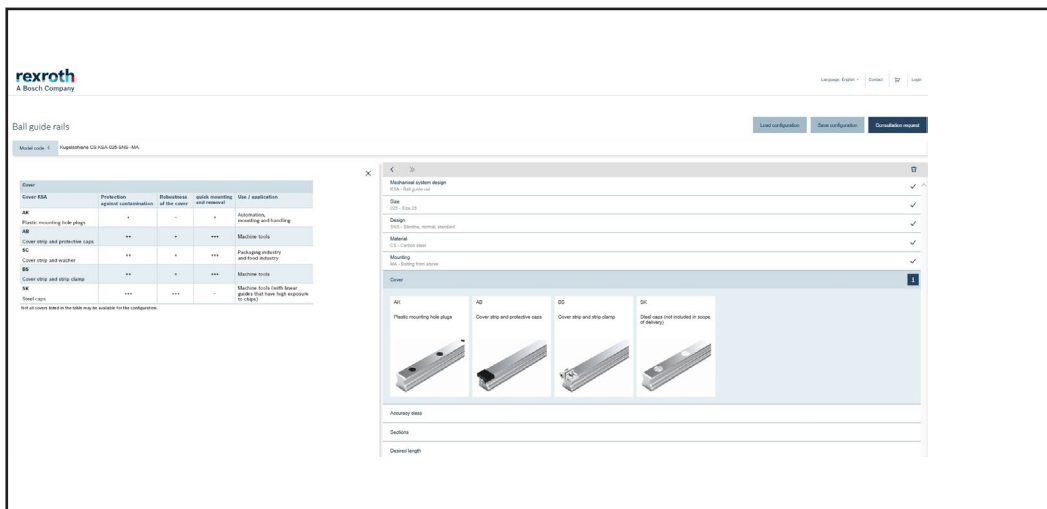 rexroth
A Bosch Company
Language: English
Contact
Login
Ball guide rails
Load configuration
Save configuration
Consultation request
Model code
Kugelschiene CS KSA-025-SNS- -MA-
Cover
Cover KSA
Protection against contamination
Robustness of the cover
quick mounting and removal
Use / application
AK
Plastic mounting hole plugs
+
–
+
Automation,
mounting and handling
AB
Cover strip and protective caps
++
+
+++
Machine tools
SC
Cover strip and washer
++
+
+++
Packaging industry
and food industry
BS
Cover strip and strip clamp
++
+
+++
Machine tools
SK
Steel caps
+++
+++
–
Machine tools (with linear
guides that have high exposure
to chips)
Not all covers listed in the table may be available for the configuration.
Mechanical system design
KSA - Ball guide rail
Size
025 - Size 25
Design
SNS - Slimline, normal, standard
Material
CS - Carbon steel
Mounting
MA - Bolting from above
Cover
i
AK
Plastic mounting hole plugs
AB
Cover strip and protective caps
BS
Cover strip and strip clamp
SK
Steel caps (not included in scope
of delivery)
Accuracy class
Sections
Desired length